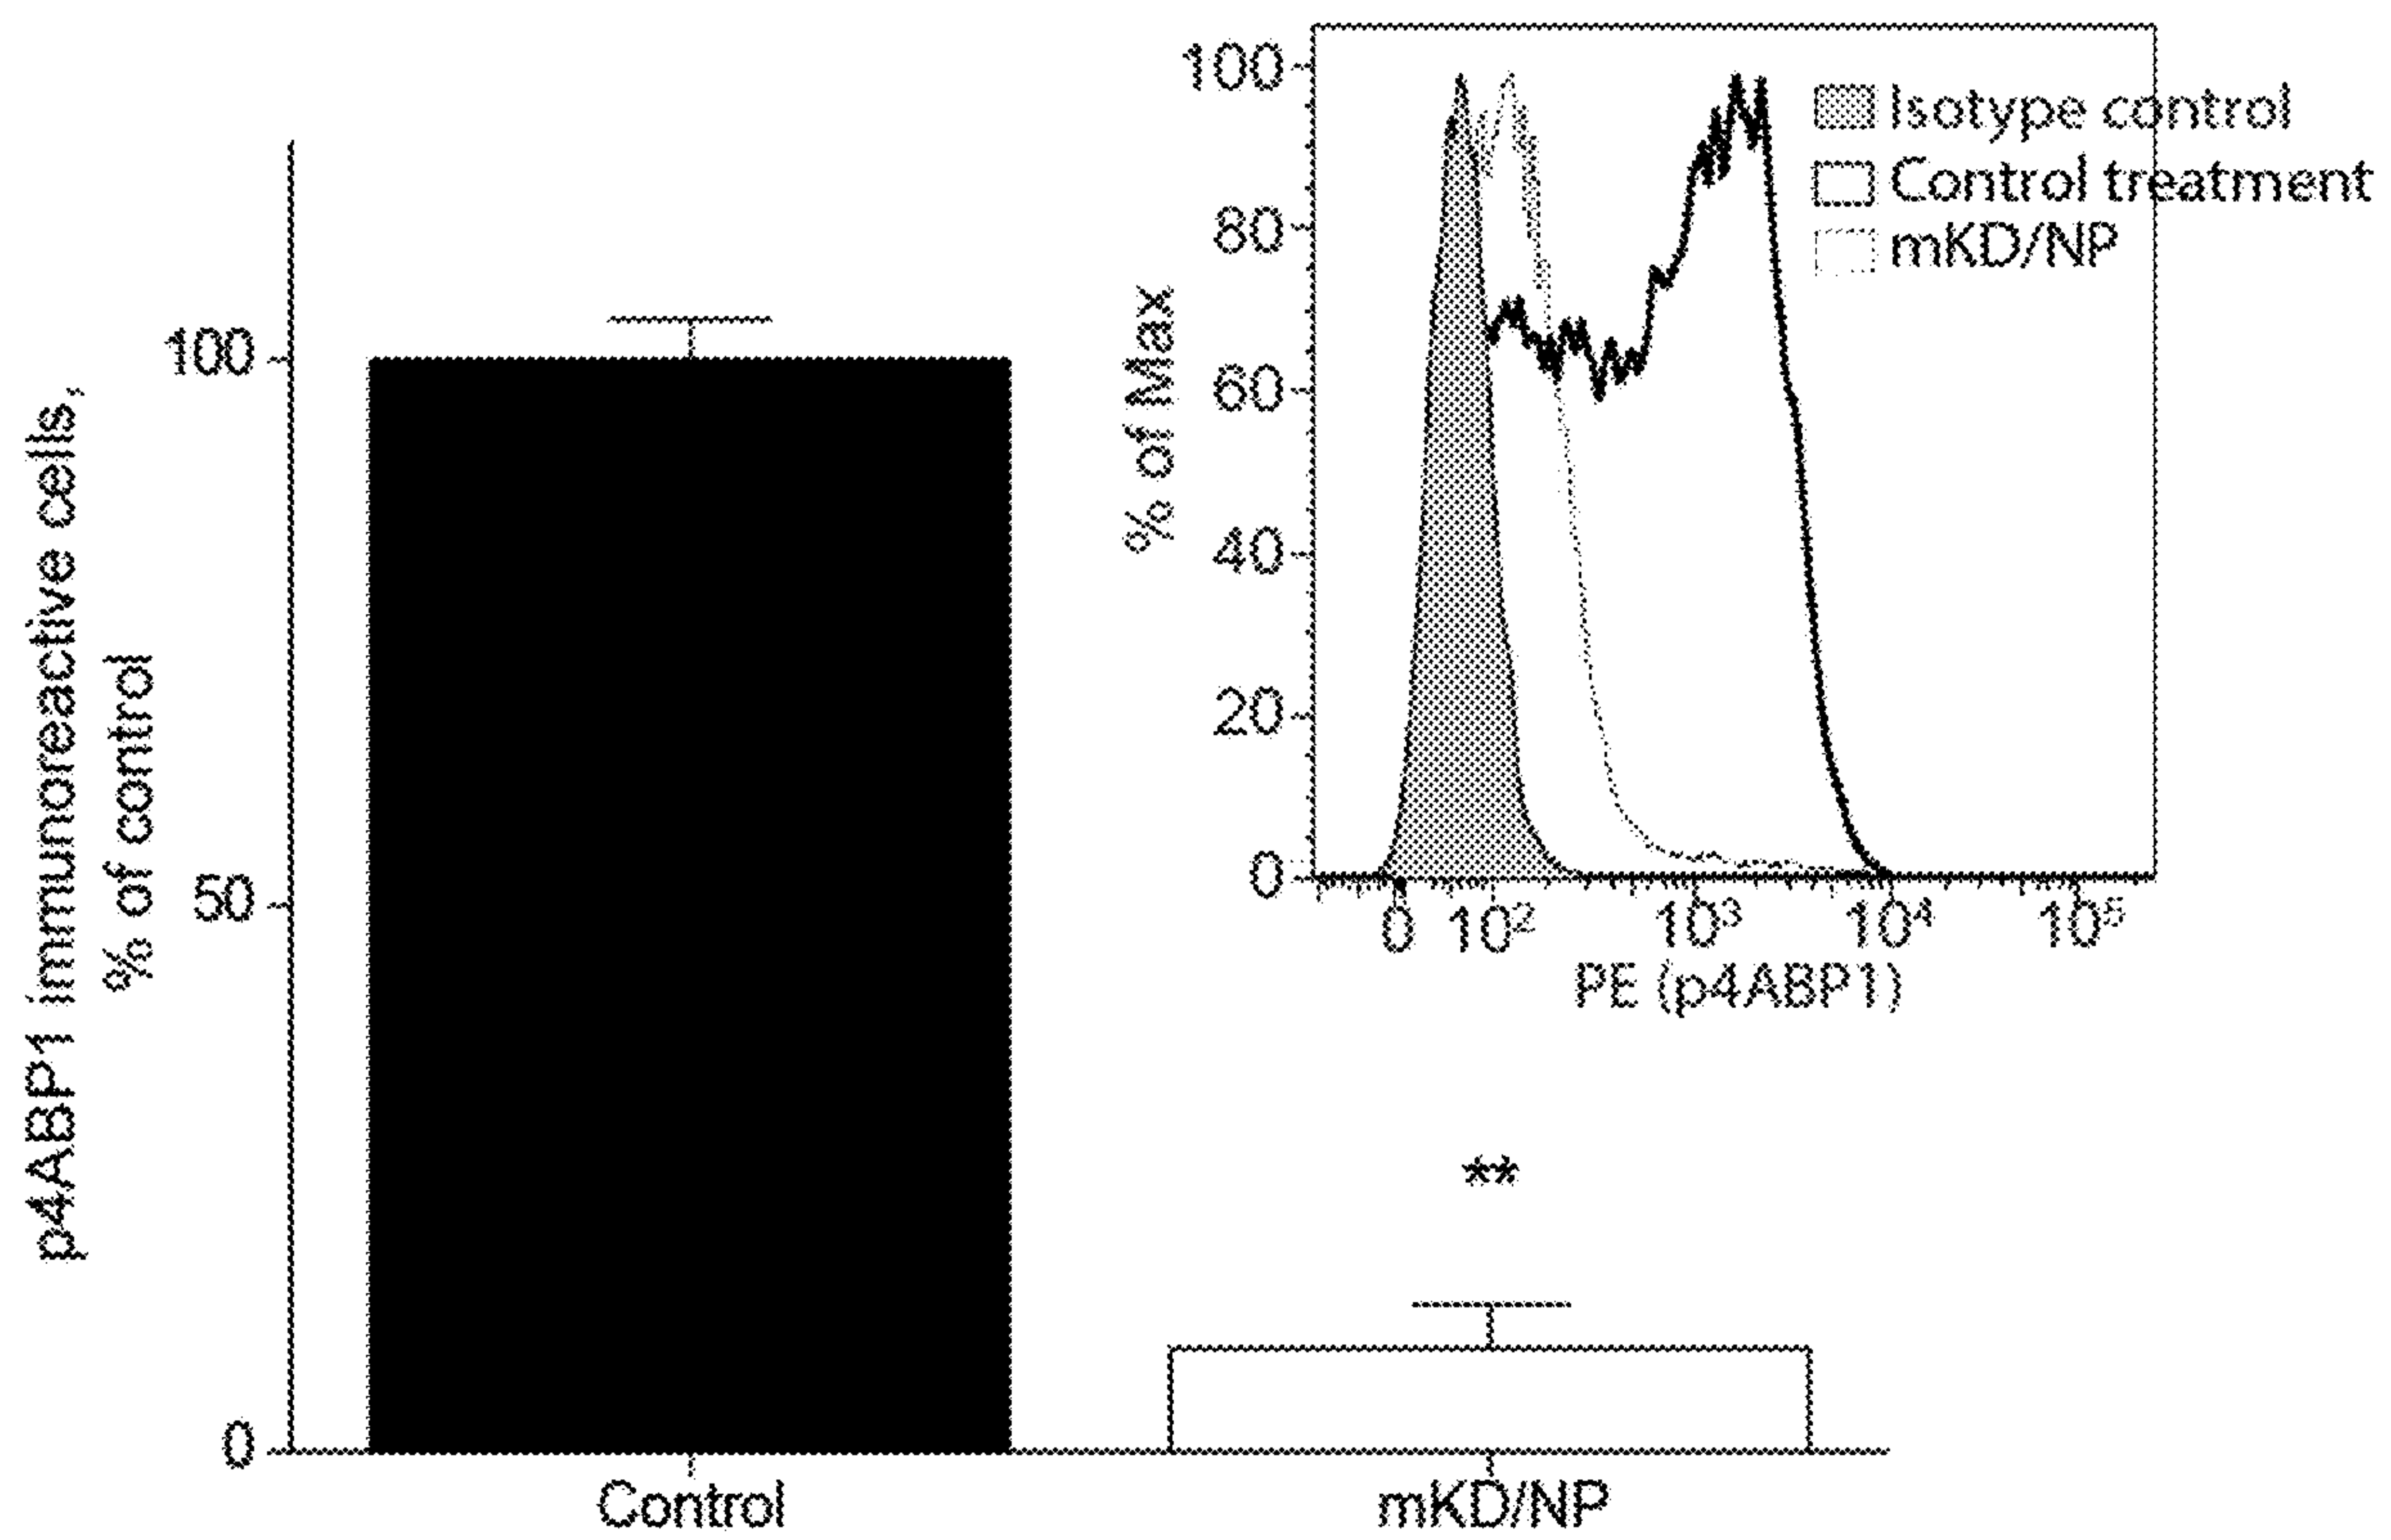 p4ABP1 immunoreactive cells,
% of control
100
50
0
Control
mKD/NP
**
% of Max
100
80
60
40
20
0
0 10² 10³ 10⁴ 10⁵
PE (p4ABP1)
Isotype control
Control treatment
mKD/NP